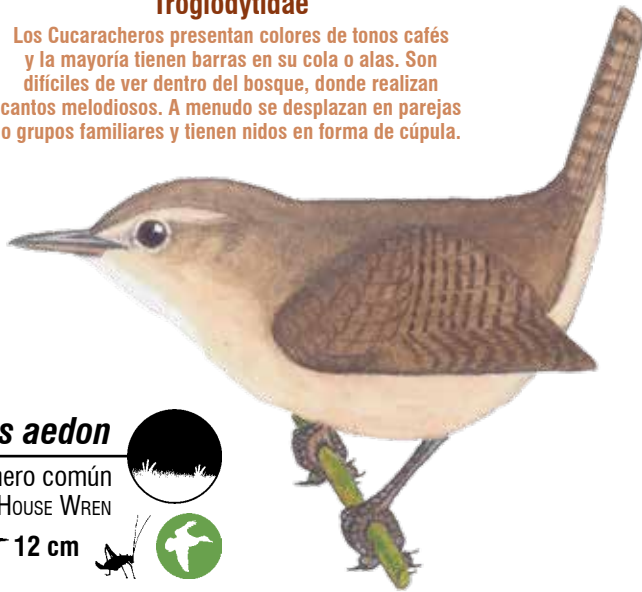 Troglodytidae
Los Cucaracheros presentan colores de tonos cafés
y la mayoría tienen barras en su cola o alas. Son
difíciles de ver dentro del bosque, donde realizan
cantos melodiosos. A menudo se desplazan en parejas
o grupos familiares y tienen nidos en forma de cúpula.
s aedon
nero común
HOUSE WREN
12 cm